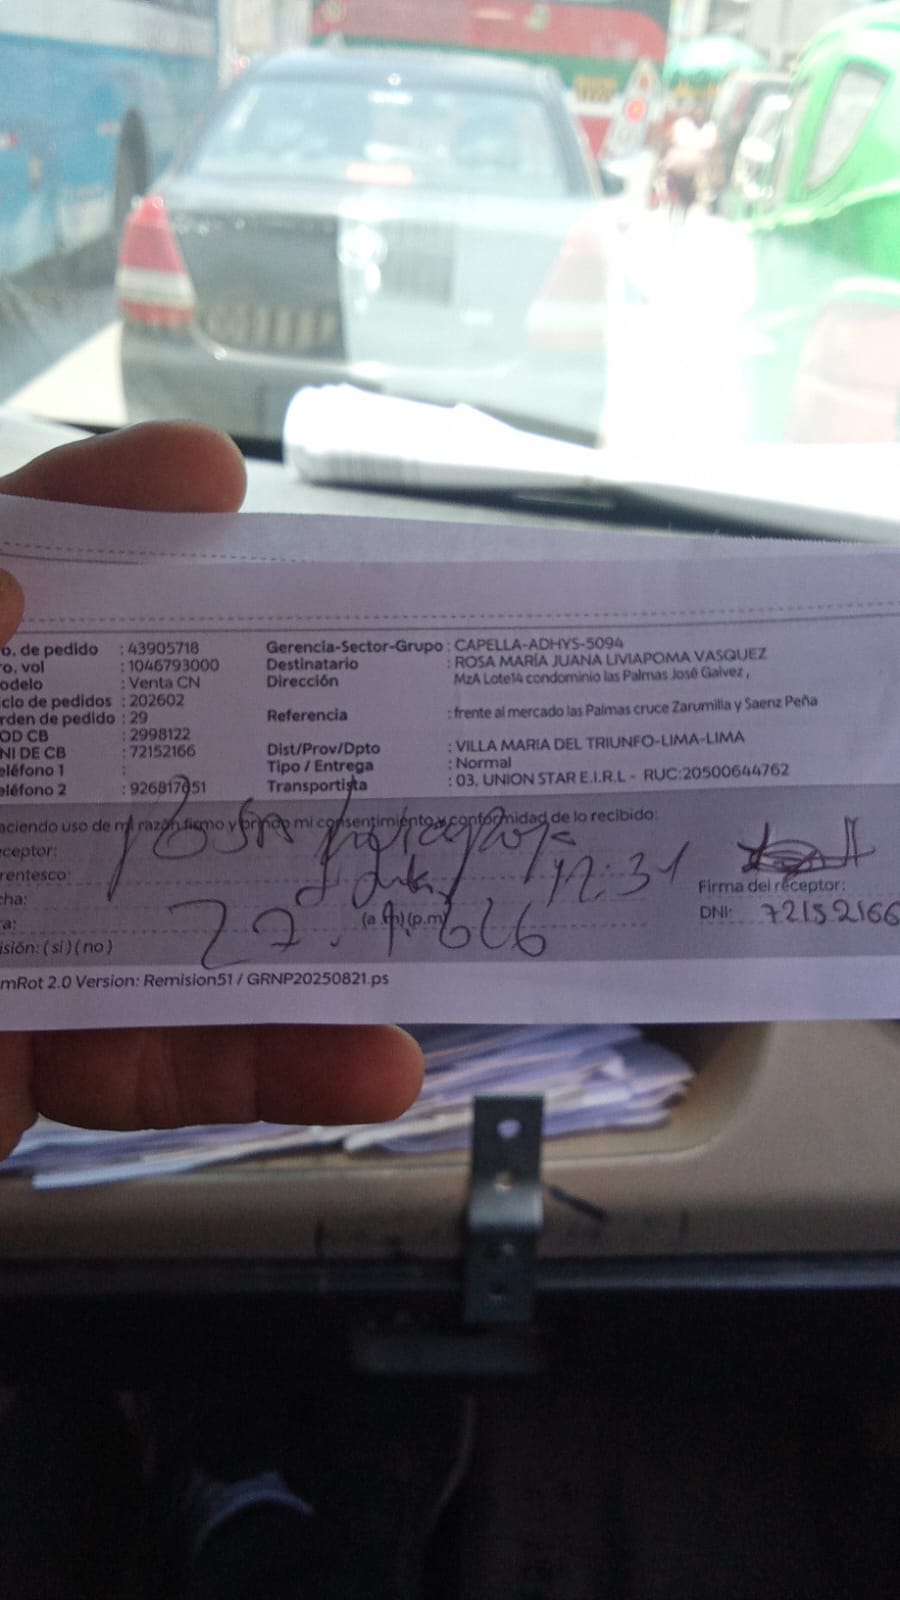 o. de pedido : 43905718 Gerencia-Sector-Grupo : CAPELLA-ADHYS-5094
o. vol : 1046793000 Destinatario : ROSA MARÍA JUANA LIVIAPOMA VASQUEZ
odelo : Venta CN Dirección MzA Lote14 condominio las Palmas José Galvez ,
clo de pedidos : 202602
rden de pedido : 29 Referencia : frente al mercado las Palmas cruce Zarumilla y Saenz Peña
OD CB : 2998122
NI DE CB : 72152166 Dist/Prov/Dpto : VILLA MARIA DEL TRIUNFO-LIMA-LIMA
eléfono 1 : Tipo / Entrega : Normal
eléfono 2 : 926817651 Transportista : 03. UNION STAR E.I.R.L - RUC:20500644762
aciendo uso de mi razón firmo y brindo mi consentimiento y conformidad de lo recibido:
ceptor: Rosa
rentesco: 12:31
cha: Firma del receptor:
a: (a.m)(p.m) DNI: 72152166
isión: (si) (no)
mRot 2.0 Version: Remision51 / GRNP20250821.ps